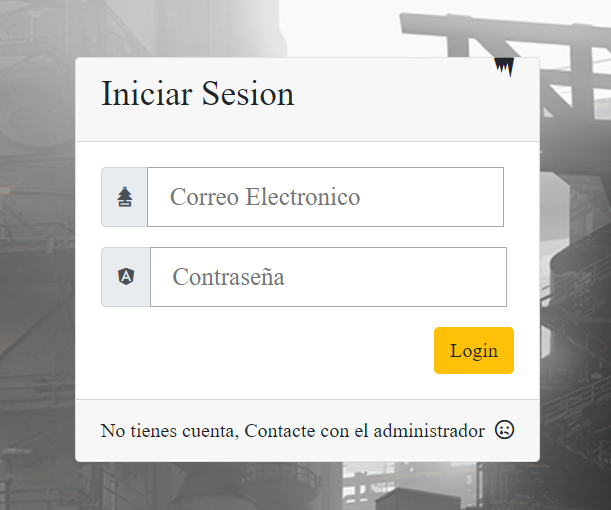 Iniciar Sesion
Correo Electronico
Contraseña
Login
No tienes cuenta, Contacte con el administrador